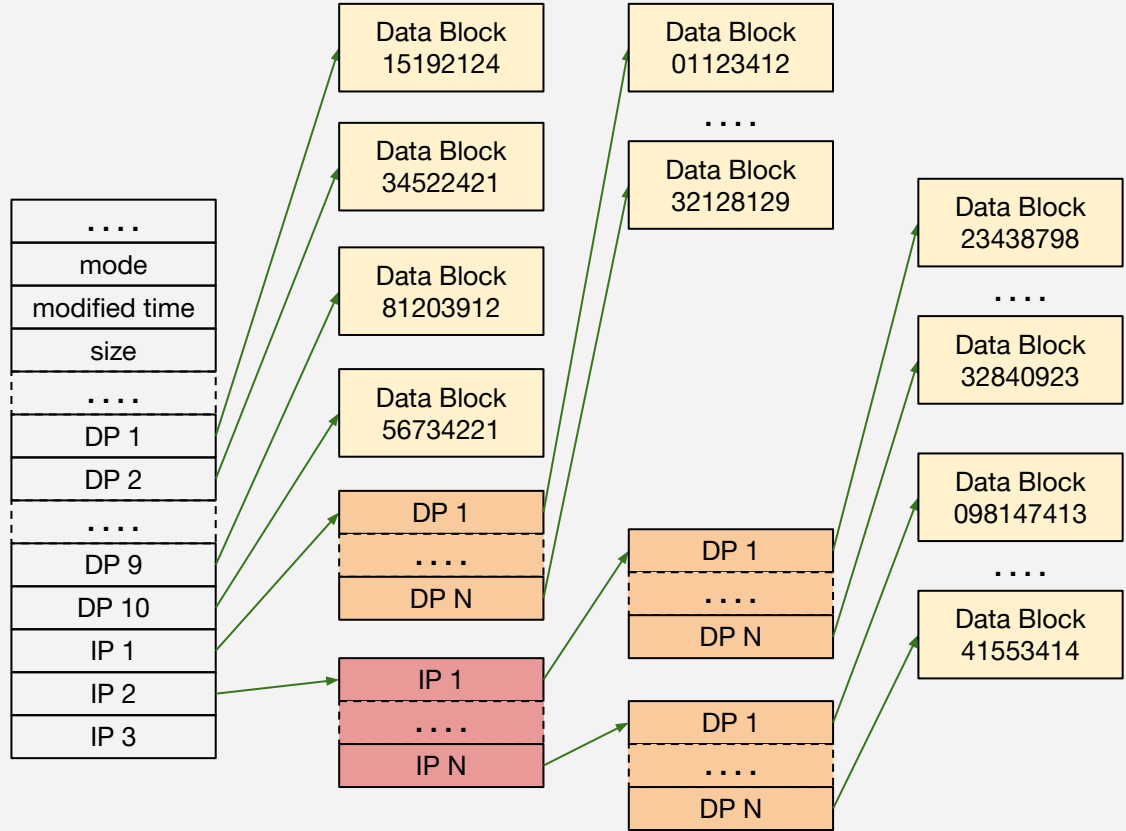 ....
mode
modified time
size
....
DP 1
DP 2
....
DP 9
DP 10
IP 1
IP 2
IP 3
Data Block
15192124
Data Block
34522421
Data Block
81203912
Data Block
56734221
DP 1
....
DP N
IP 1
....
IP N
Data Block
01123412
....
Data Block
32128129
DP 1
....
DP N
DP 1
....
DP N
Data Block
23438798
....
Data Block
32840923
Data Block
098147413
....
Data Block
41553414